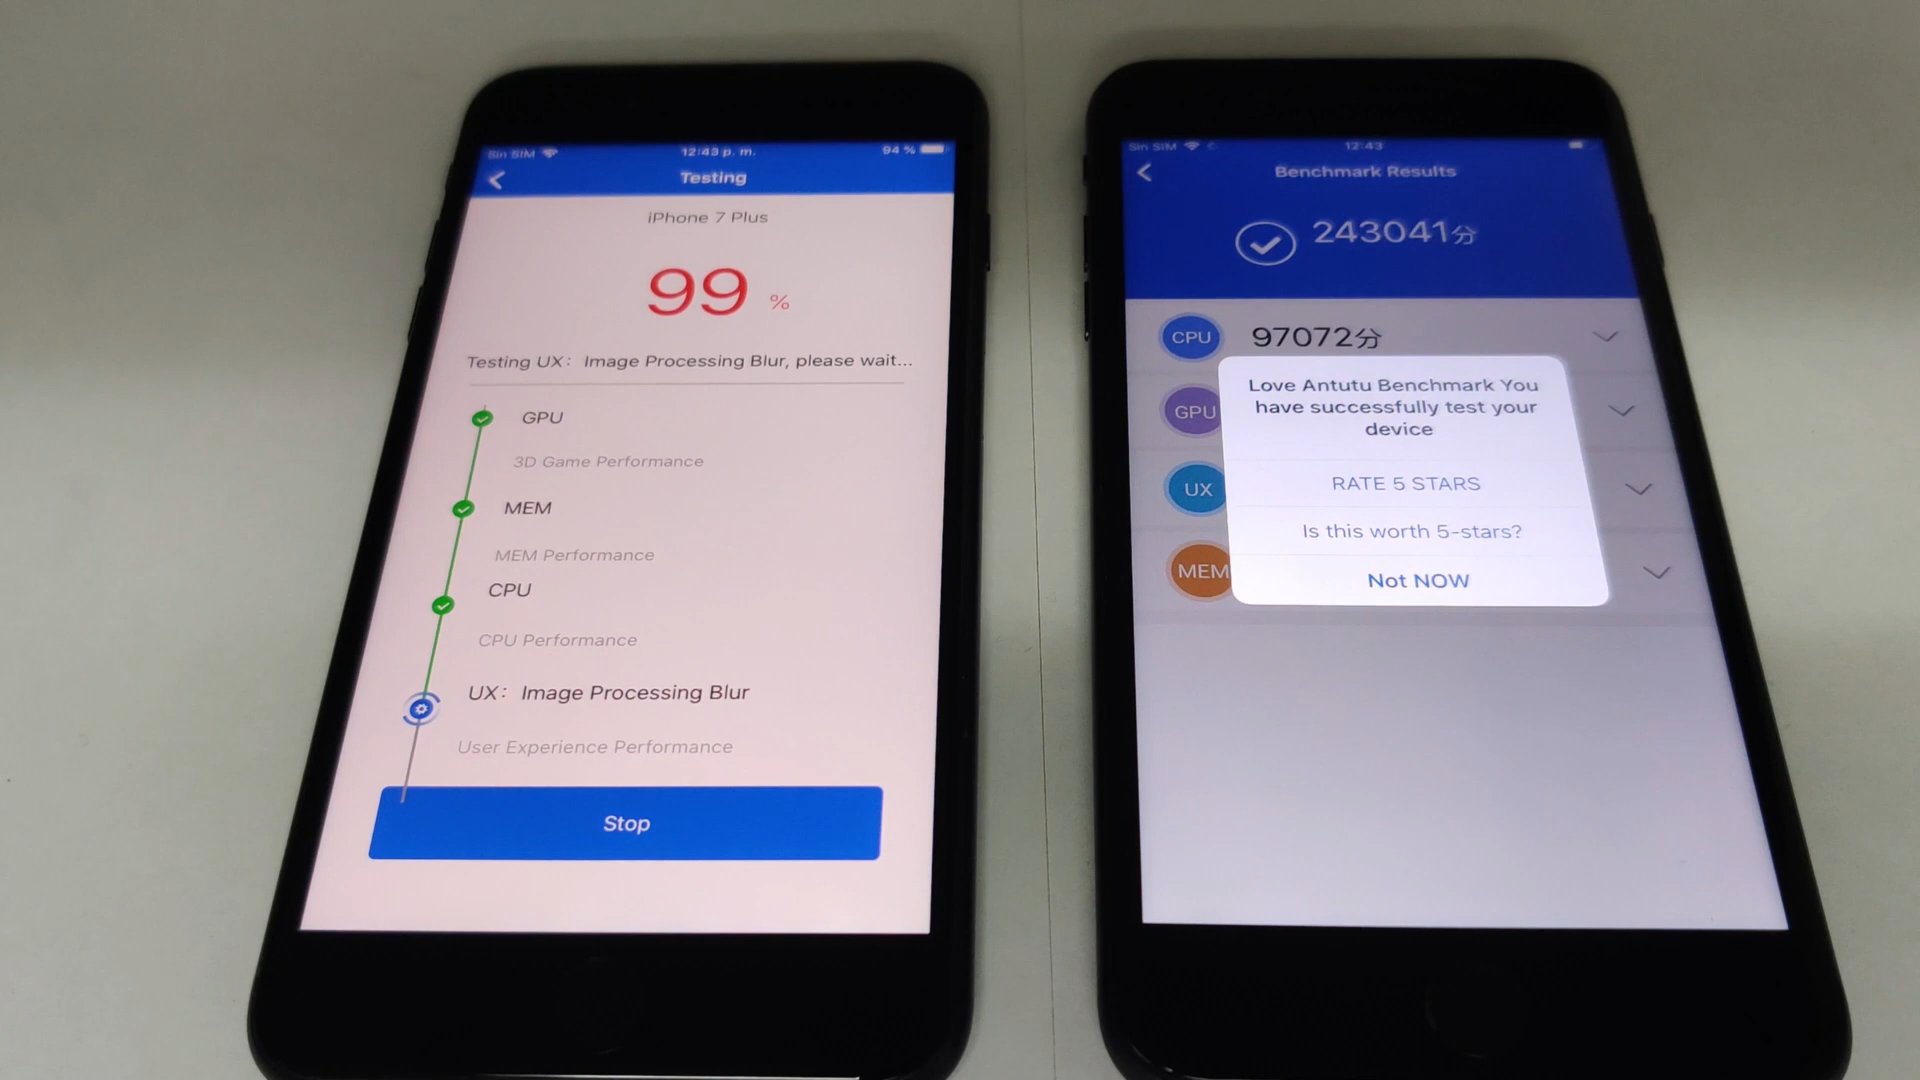 Sin SIM 12:43 p. m. 94 %
Testing
iPhone 7 Plus
99 %
Testing UX: Image Processing Blur, please wait...
GPU
3D Game Performance
MEM
MEM Performance
CPU
CPU Performance
UX: Image Processing Blur
User Experience Performance
Stop
Sin SIM 12:43
Benchmark Results
243041分
CPU 97072分
GPU
UX
MEM
Love Antutu Benchmark You
have successfully test your
device
RATE 5 STARS
Is this worth 5-stars?
Not NOW